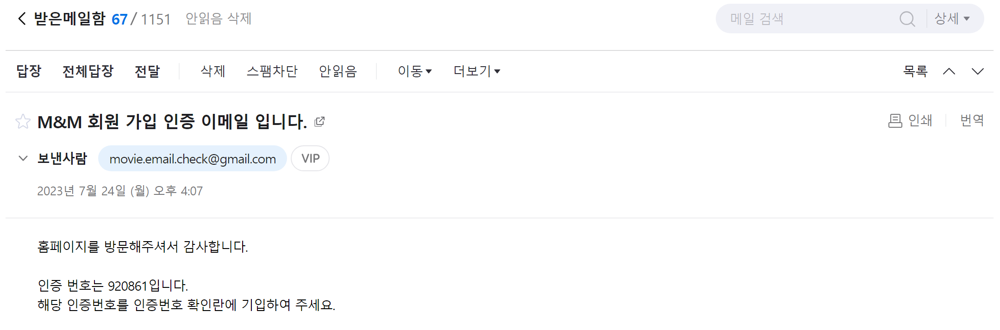 받은메일함 67 / 1151 안읽음 삭제
메일 검색 상세
답장 전체답장 전달 삭제 스팸차단 안읽음 이동 더보기 목록
M&M 회원 가입 인증 이메일 입니다.
인쇄 번역
보낸사람 movie.email.check@gmail.com VIP
2023년 7월 24일 (월) 오후 4:07
홈페이지를 방문해주셔서 감사합니다.
인증 번호는 920861입니다.
해당 인증번호를 인증번호 확인란에 기입하여 주세요.